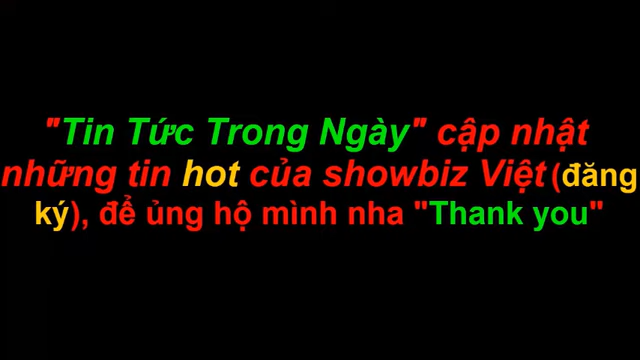 "Tin Tức Trong Ngày" cập nhật
những tin hot của showbiz Việt (đăng
ký), để ủng hộ mình nha "Thank you"